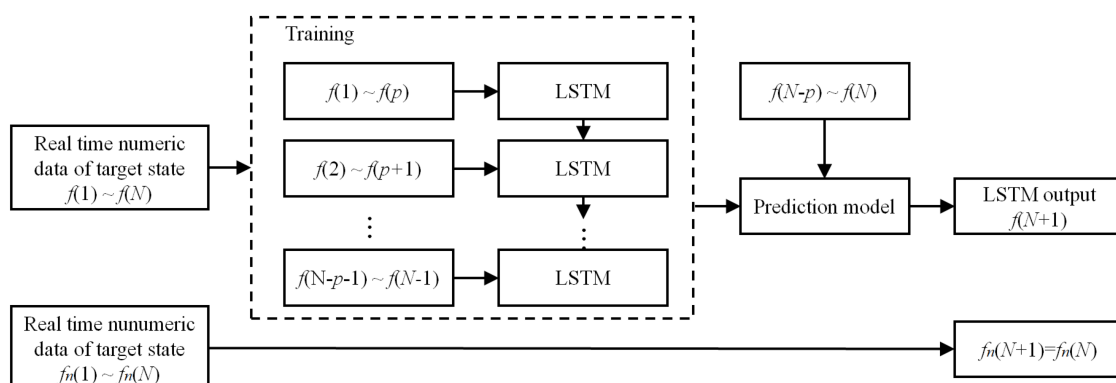 Training
f(1) ~ f(p)
LSTM
f(N-p) ~ f(N)
Real time numeric
data of target state
f(1) ~ f(N)
f(2) ~ f(p+1)
LSTM
Prediction model
LSTM output
f(N+1)
⋮
⋮
f(N-p-1) ~ f(N-1)
LSTM
Real time nunumeric
data of target state
fn(1) ~ fn(N)
fn(N+1)=fn(N)